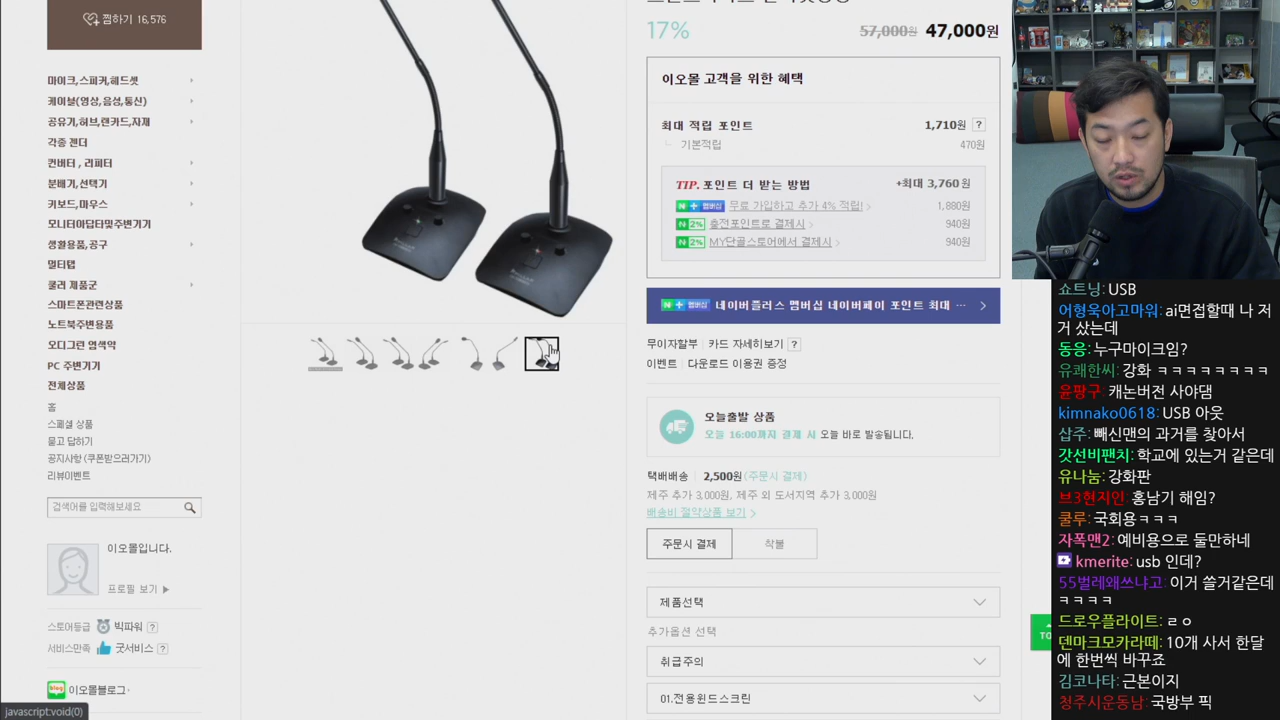 찜하기 16,576
마이크,스피커,헤드셋
케이블(영상,음성,통신)
공유기,허브,랜카드,자재
각종 젠더
컨버터 , 리피터
분배기,선택기
키보드,마우스
모니터아답터및주변기기
생활용품,공구
멀티탭
쿨러 제품군
스마트폰관련상품
노트북주변용품
오디그린 염색약
PC 주변기기
전체상품
홈
스페셜 상품
묻고 답하기
공지사항 (쿠폰받으러가기)
리뷰이벤트
검색어를 입력해보세요
이오몰입니다.
프로필 보기 ▶
스토어등급 빅파워 ?
서비스만족 굿서비스 ?
blog 이오몰블로그
javascript:void(0)
17% 57,000원 47,000원
이오몰 고객을 위한 혜택
최대 적립 포인트 1,710원 ?
기본적립 470원
TIP. 포인트 더 받는 방법 +최대 3,760원
N + 멤버십 무료 가입하고 추가 4% 적립! > 1,880원
N 2% 충전포인트로 결제시 > 940원
N 2% MY단골스토어에서 결제시 > 940원
N + 멤버십 네이버플러스 멤버십 네이버페이 포인트 최대 ··· >
무이자할부 카드 자세히보기 ?
이벤트 다운로드 이용권 증정
오늘출발 상품
오늘 16:00까지 결제 시 오늘 바로 발송됩니다.
택배배송 2,500원(주문시 결제)
제주 추가 3,000원, 제주 외 도서지역 추가 3,000원
배송비 절약상품 보기 >
주문시 결제 착불
제품선택
추가옵션 선택
취급주의
01.전용윈드스크린
TO
쇼트닝: USB
어형욱아고마워: ai면접할때 나 저
거 샀는데
동응: 누구마이크임?
유쾌한씨: 강화 ㅋㅋㅋㅋㅋㅋㅋㅋ
윤팡구: 캐논버전 사야댐
kimnako0618: USB 아웃
삽주: 빼신맨의 과거를 찾아서
갓선비팬치: 학교에 있는거 같은데
유나눔: 강화판
브3현지인: 홍남기 해임?
쿨루: 국회용ㅋㅋㅋ
자폭맨2: 예비용으로 둘만하네
kmerite: usb 인데?
55벌레왜쓰냐고: 이거 쓸거같은데
ㅋㅋㅋㅋ
드로우플라이트: ㄹㅇ
덴마크모카라떼: 10개 사서 한달
에 한번씩 바꾸죠
김코나타: 근본이지
청주시운동남: 국방부 픽